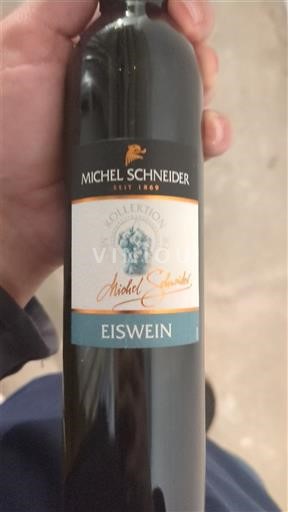 MICHEL SCHNEIDER
SEIT 1869
KOLLEKTION
Michel Schneider
EISWEIN